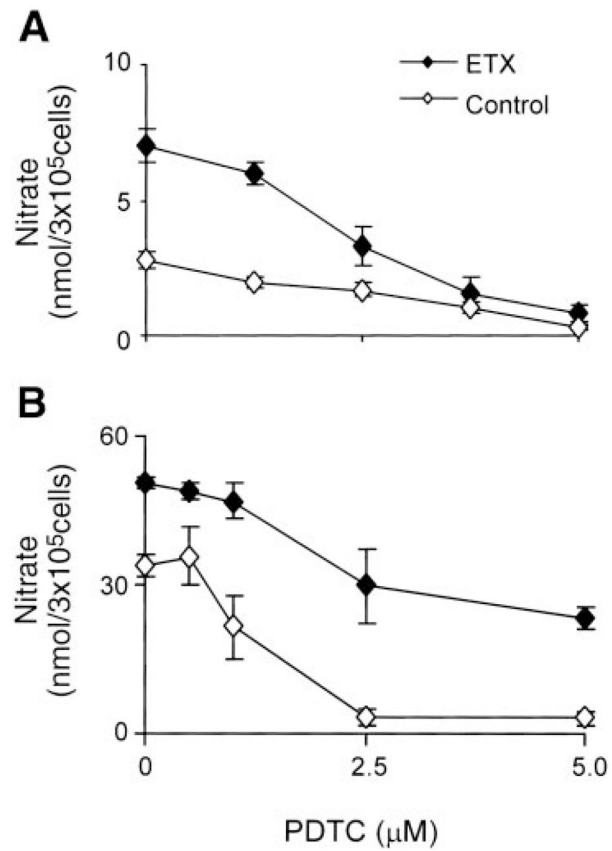 A
10
ETX
Control
5
0
Nitrate
(nmol/3x10⁵cells)
B
60
30
0
Nitrate
(nmol/3x10⁵cells)
0 2.5 5.0
PDTC (μM)